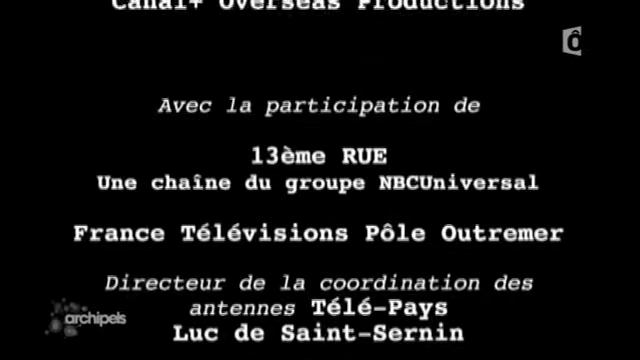 Canal+ Overseas Productions
Ô
Avec la participation de
13ème RUE
Une chaîne du groupe NBCUniversal
France Télévisions Pôle Outremer
Directeur de la coordination des
antennes Télé-Pays
Luc de Saint-Sernin
archipels